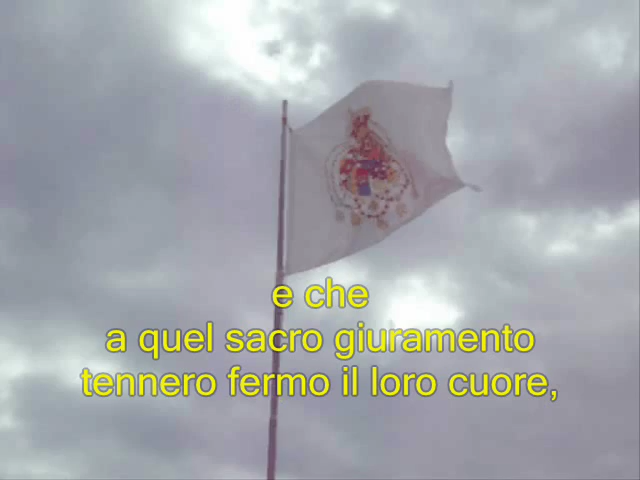 e che
a quel sacro giuramento
tennero fermo il loro cuore,